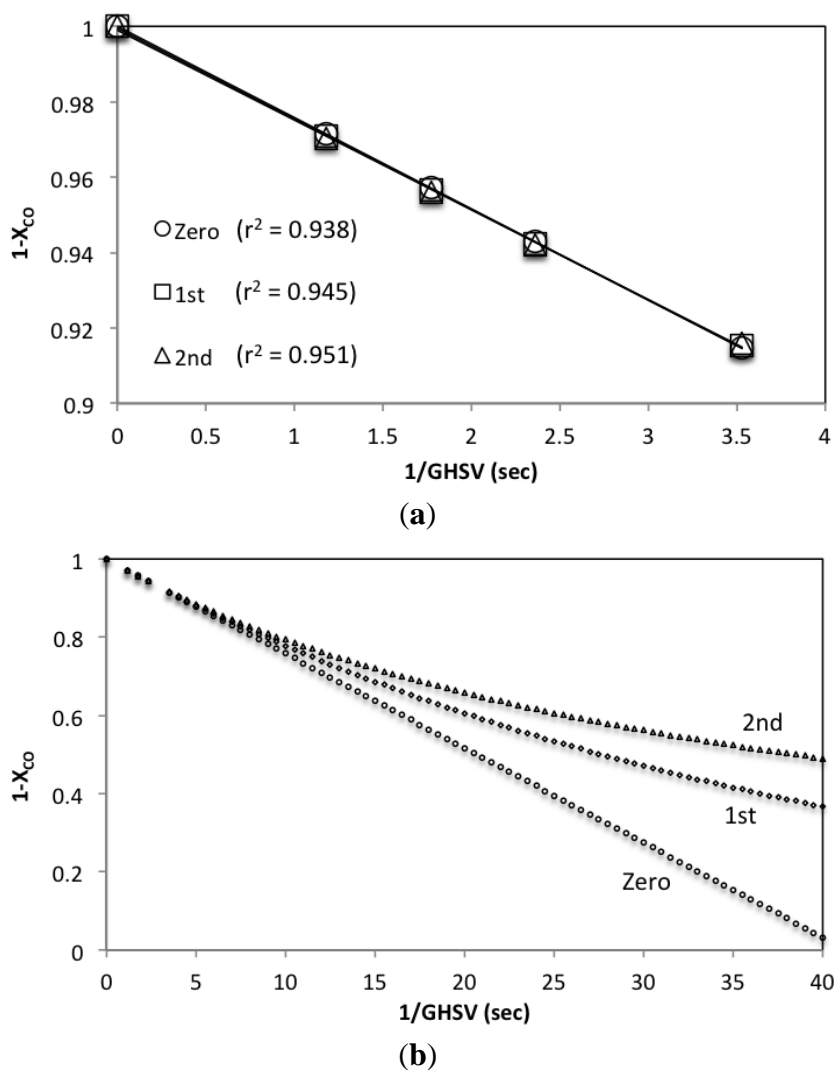 1
0.98
0.96
0.94
0.92
0.9
1-XCO
Zero (r2 = 0.938)
1st (r2 = 0.945)
2nd (r2 = 0.951)
0 0.5 1 1.5 2 2.5 3 3.5 4
1/GHSV (sec)
(a)
1
0.8
0.6
0.4
0.2
0
1-XCO
2nd
1st
Zero
0 5 10 15 20 25 30 35 40
1/GHSV (sec)
(b)